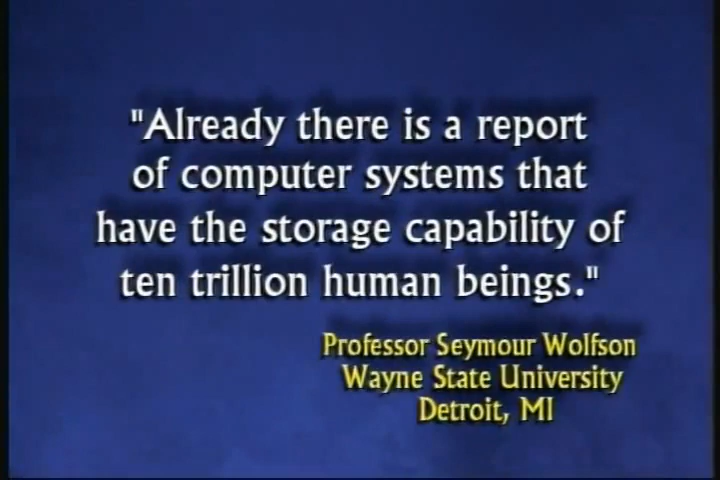 "Already there is a report
of computer systems that
have the storage capability of
ten trillion human beings."
Professor Seymour Wolfson
Wayne State University
Detroit, MI